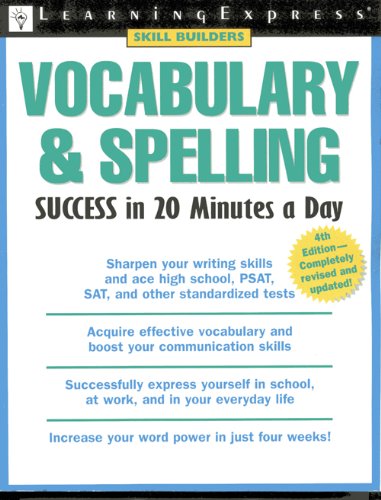 LearningExpress®
SKILL BUILDERS
VOCABULARY
& SPELLING
SUCCESS in 20 Minutes a Day
4th
Edition—
Completely
revised and
updated!
Sharpen your writing skills
and ace high school, PSAT,
SAT, and other standardized tests
Acquire effective vocabulary and
boost your communication skills
Successfully express yourself in school,
at work, and in your everyday life
Increase your word power in just four weeks!